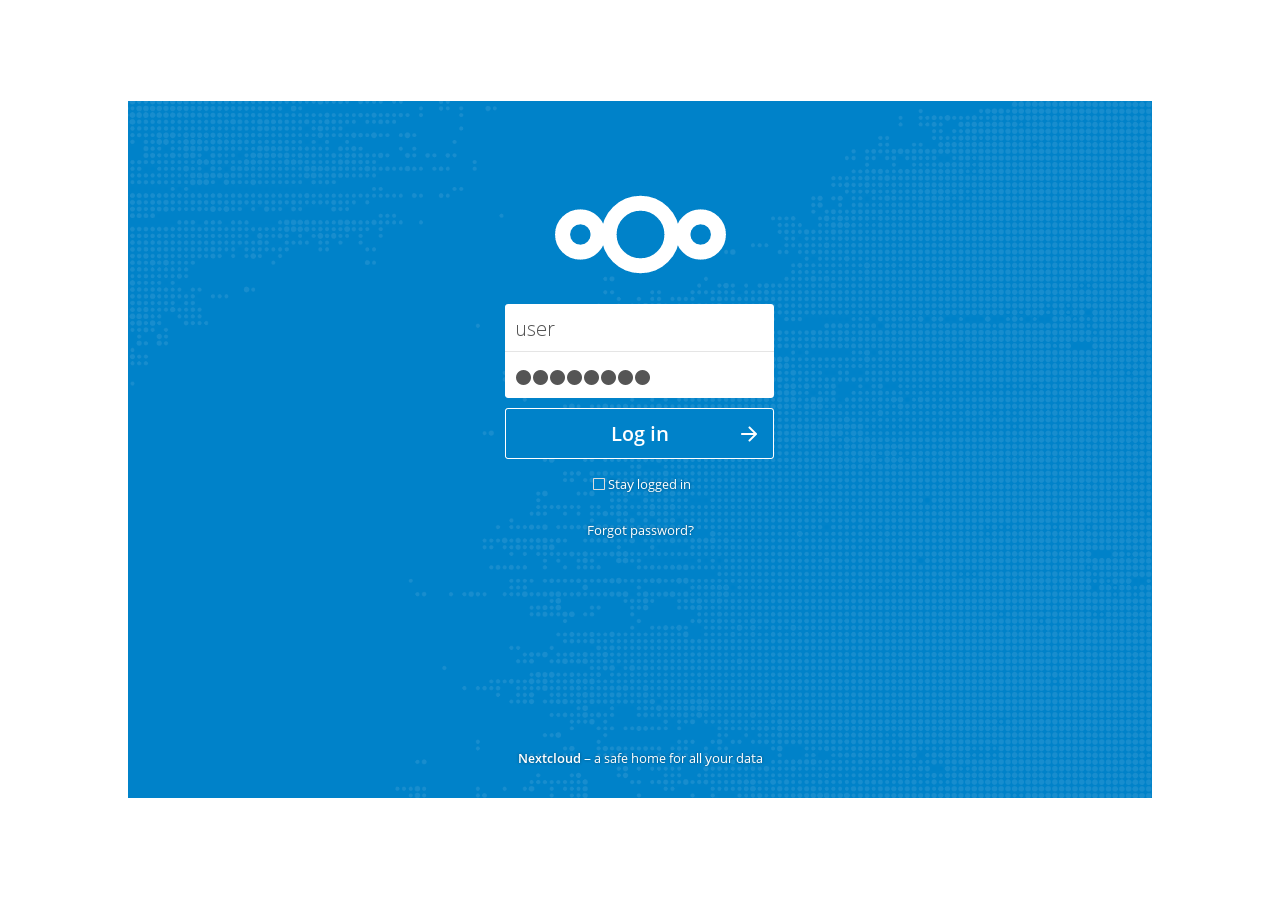 user
●●●●●●●●
Log in
Stay logged in
Forgot password?
Nextcloud – a safe home for all your data